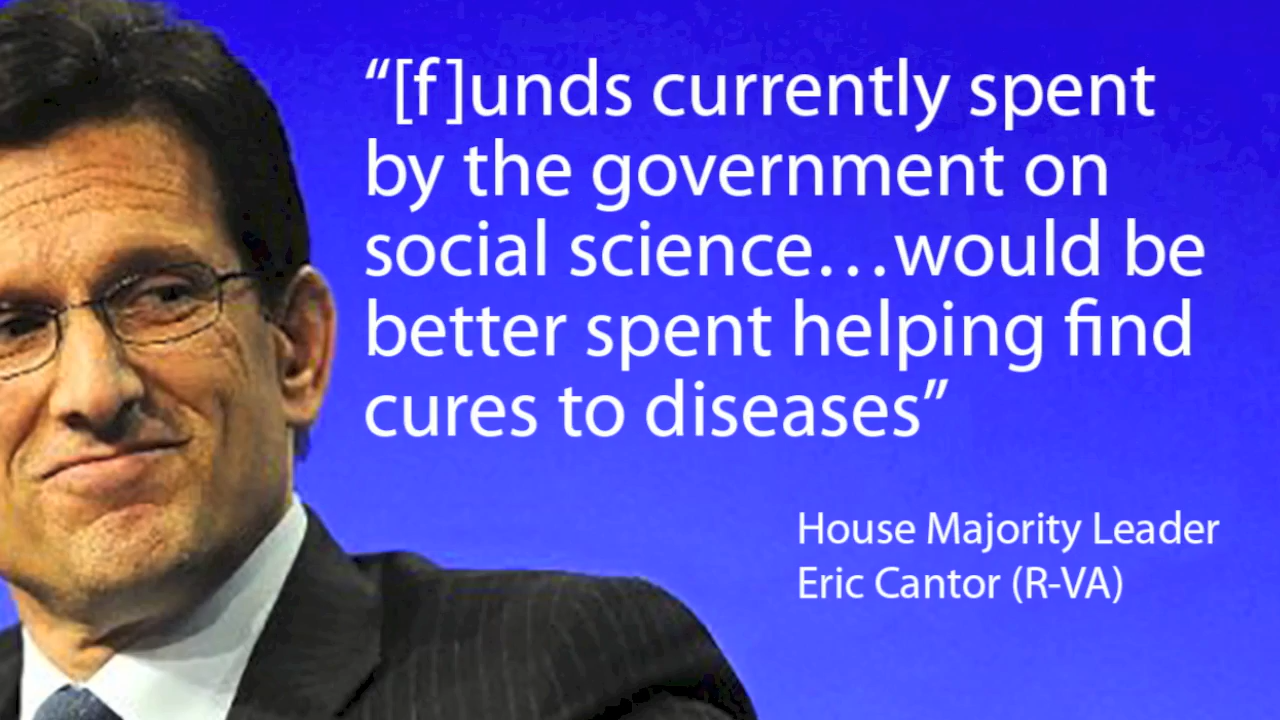 “[f]unds currently spent
by the government on
social science…would be
better spent helping find
cures to diseases”
House Majority Leader
Eric Cantor (R-VA)